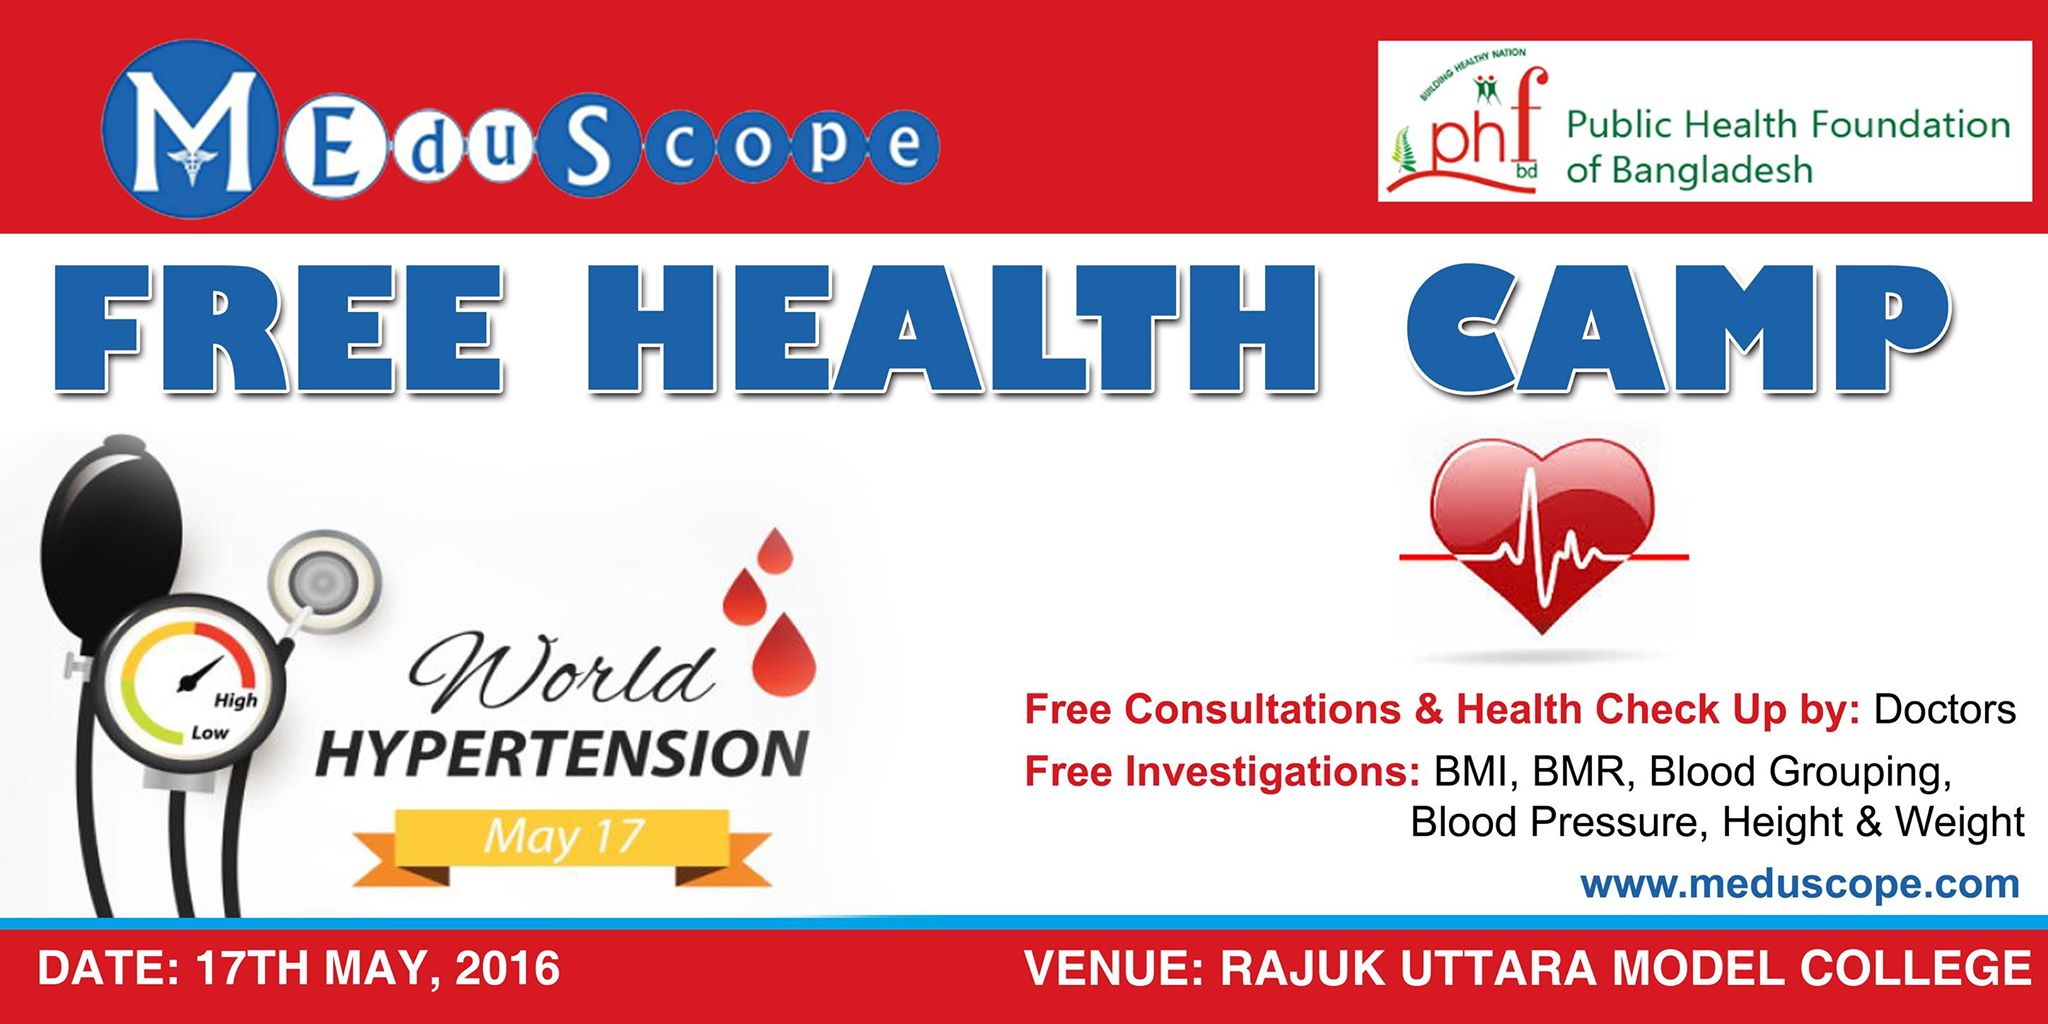 MEduScope
BUILDING HEALTHY NATION
phf
bd
Public Health Foundation
of Bangladesh
FREE HEALTH CAMP
High
Low
World
HYPERTENSION
May 17
Free Consultations & Health Check Up by: Doctors
Free Investigations: BMI, BMR, Blood Grouping,
Blood Pressure, Height & Weight
www.meduscope.com
DATE: 17TH MAY, 2016
VENUE: RAJUK UTTARA MODEL COLLEGE